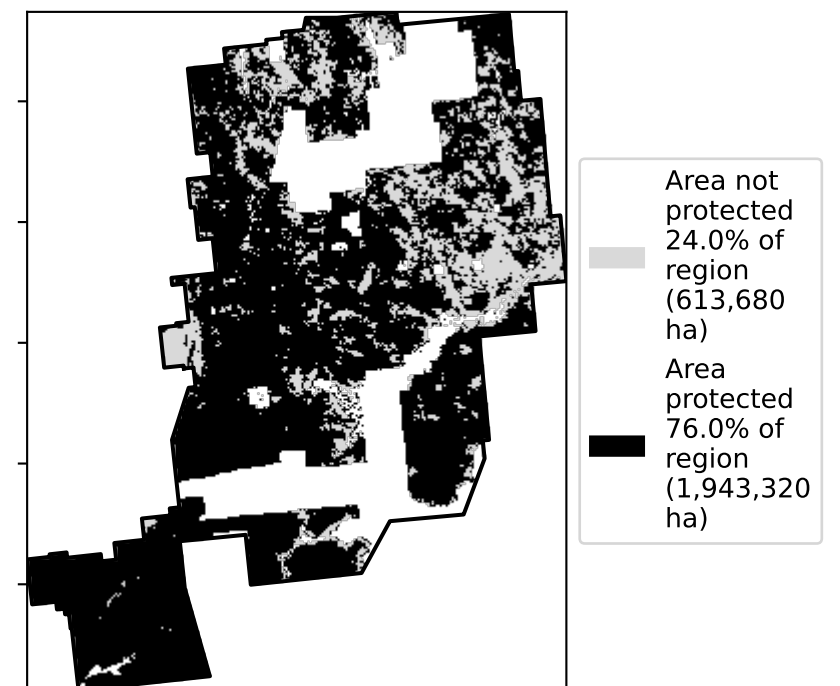 Area not
protected
24.0% of
region
(613,680
ha)
Area
protected
76.0% of
region
(1,943,320
ha)